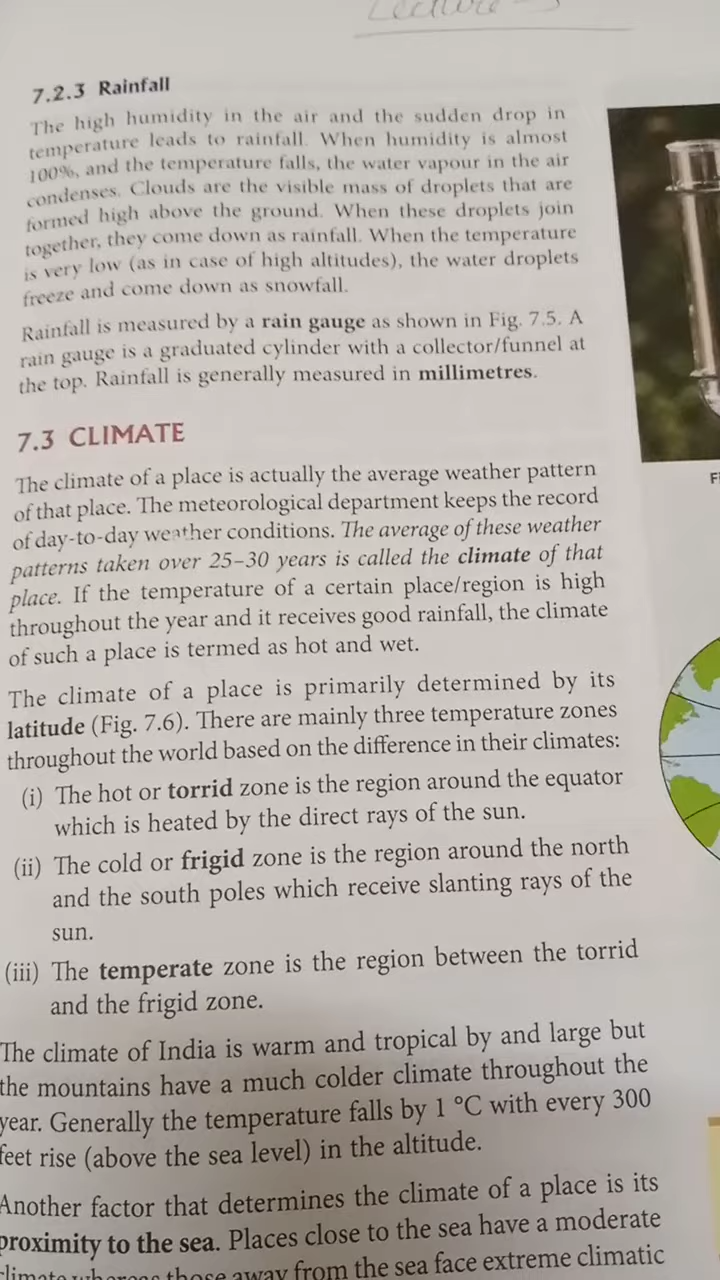 Lecture - 3
7.2.3 Rainfall
The high humidity in the air and the sudden drop in
temperature leads to rainfall. When humidity is almost
100%, and the temperature falls, the water vapour in the air
condenses. Clouds are the visible mass of droplets that are
formed high above the ground. When these droplets join
together, they come down as rainfall. When the temperature
is very low (as in case of high altitudes), the water droplets
freeze and come down as snowfall.
Rainfall is measured by a rain gauge as shown in Fig. 7.5. A
rain gauge is a graduated cylinder with a collector/funnel at
the top. Rainfall is generally measured in millimetres.
7.3 CLIMATE
The climate of a place is actually the average weather pattern
of that place. The meteorological department keeps the record
of day-to-day weather conditions. The average of these weather
patterns taken over 25–30 years is called the climate of that
place. If the temperature of a certain place/region is high
throughout the year and it receives good rainfall, the climate
of such a place is termed as hot and wet.
The climate of a place is primarily determined by its
latitude (Fig. 7.6). There are mainly three temperature zones
throughout the world based on the difference in their climates:
(i) The hot or torrid zone is the region around the equator
which is heated by the direct rays of the sun.
(ii) The cold or frigid zone is the region around the north
and the south poles which receive slanting rays of the
sun.
(iii) The temperate zone is the region between the torrid
and the frigid zone.
The climate of India is warm and tropical by and large but
the mountains have a much colder climate throughout the
year. Generally the temperature falls by 1 °C with every 300
feet rise (above the sea level) in the altitude.
Another factor that determines the climate of a place is its
proximity to the sea. Places close to the sea have a moderate
climate whereas those away from the sea face extreme climatic